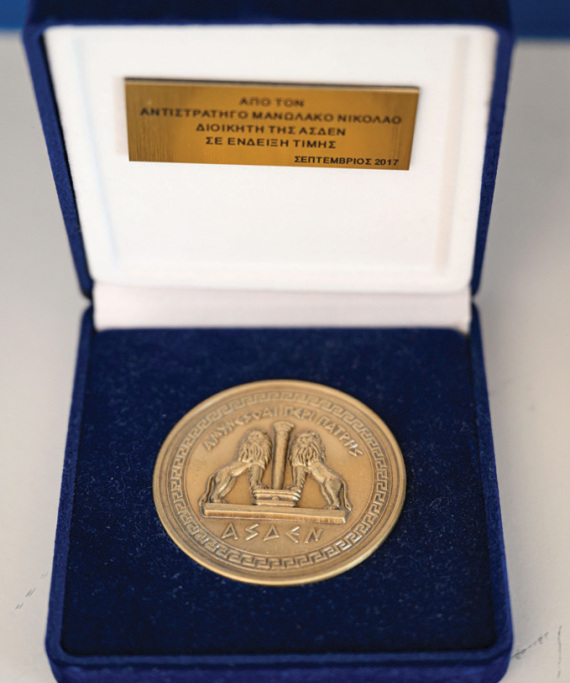 ΑΠΟ ΤΟΝ
ΑΝΤΙΣΤΡΑΤΗΓΟ ΜΑΝΩΛΑΚΟ ΝΙΚΟΛΑΟ
ΔΙΟΙΚΗΤΗ ΤΗΣ ΑΣΔΕΝ
ΣΕ ΕΝΔΕΙΞΗ ΤΙΜΗΣ
ΣΕΠΤΕΜΒΡΙΟΣ 2017
ΑΜΥΝΕΣΘΑΙ ΠΕΡΙ ΠΑΤΡΗΣ
ΑΣΔΕΝ